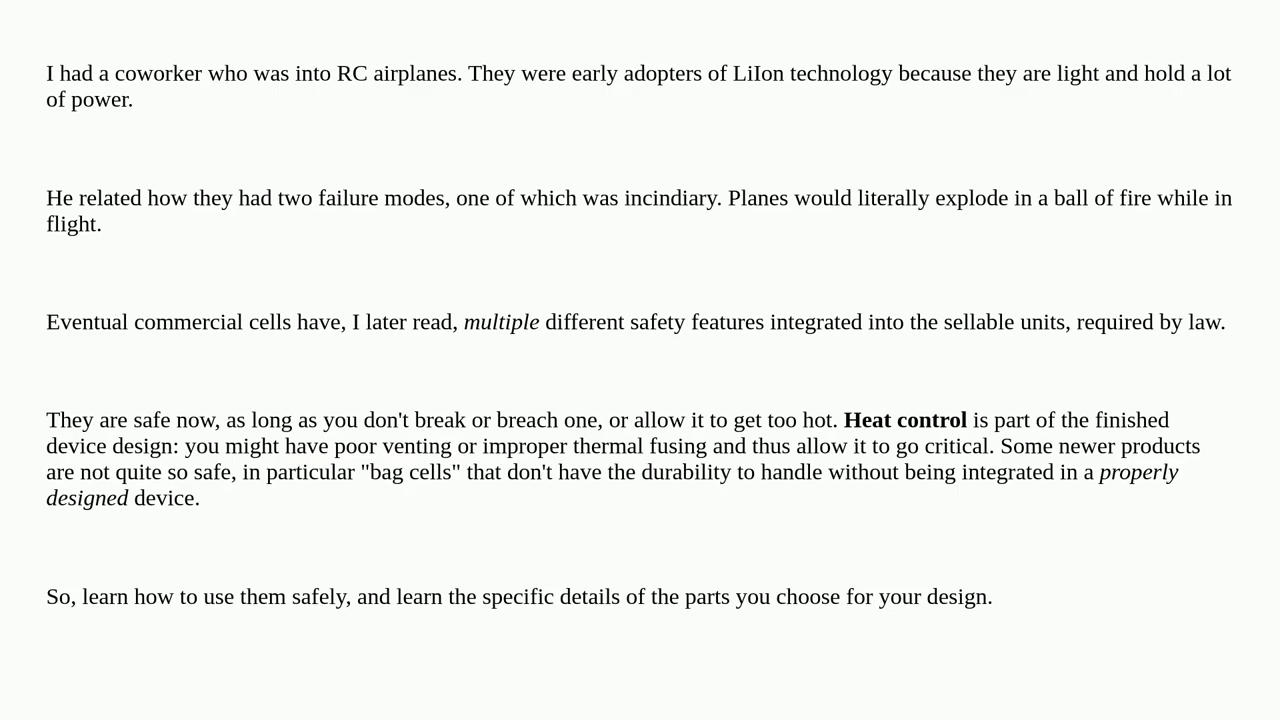 I had a coworker who was into RC airplanes. They were early adopters of LiIon technology because they are light and hold a lot
of power.
He related how they had two failure modes, one of which was incindiary. Planes would literally explode in a ball of fire while in
flight.
Eventual commercial cells have, I later read, multiple different safety features integrated into the sellable units, required by law.
They are safe now, as long as you don't break or breach one, or allow it to get too hot. Heat control is part of the finished
device design: you might have poor venting or improper thermal fusing and thus allow it to go critical. Some newer products
are not quite so safe, in particular "bag cells" that don't have the durability to handle without being integrated in a properly
designed device.
So, learn how to use them safely, and learn the specific details of the parts you choose for your design.